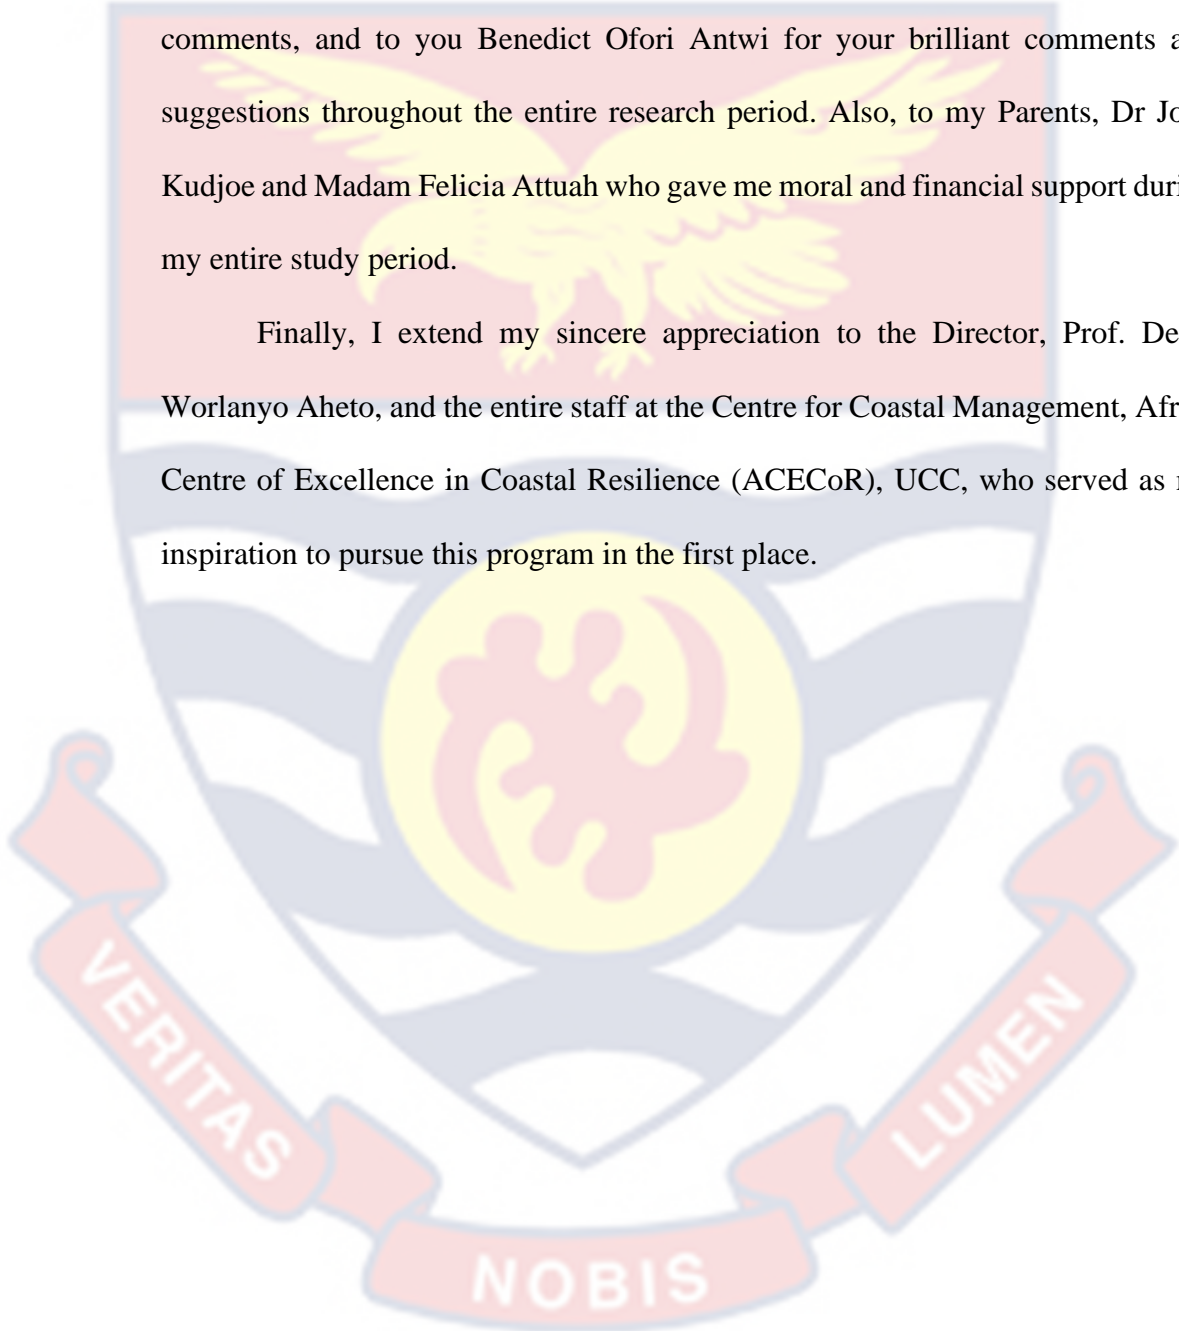 comments, and to you Benedict Ofori Antwi for your brilliant comments a
suggestions throughout the entire research period. Also, to my Parents, Dr Jo
Kudjoe and Madam Felicia Attuah who gave me moral and financial support duri
my entire study period.
Finally, I extend my sincere appreciation to the Director, Prof. De
Worlanyo Aheto, and the entire staff at the Centre for Coastal Management, Afr
Centre of Excellence in Coastal Resilience (ACECoR), UCC, who served as
inspiration to pursue this program in the first place.
VERITAS
NOBIS
LUMEN